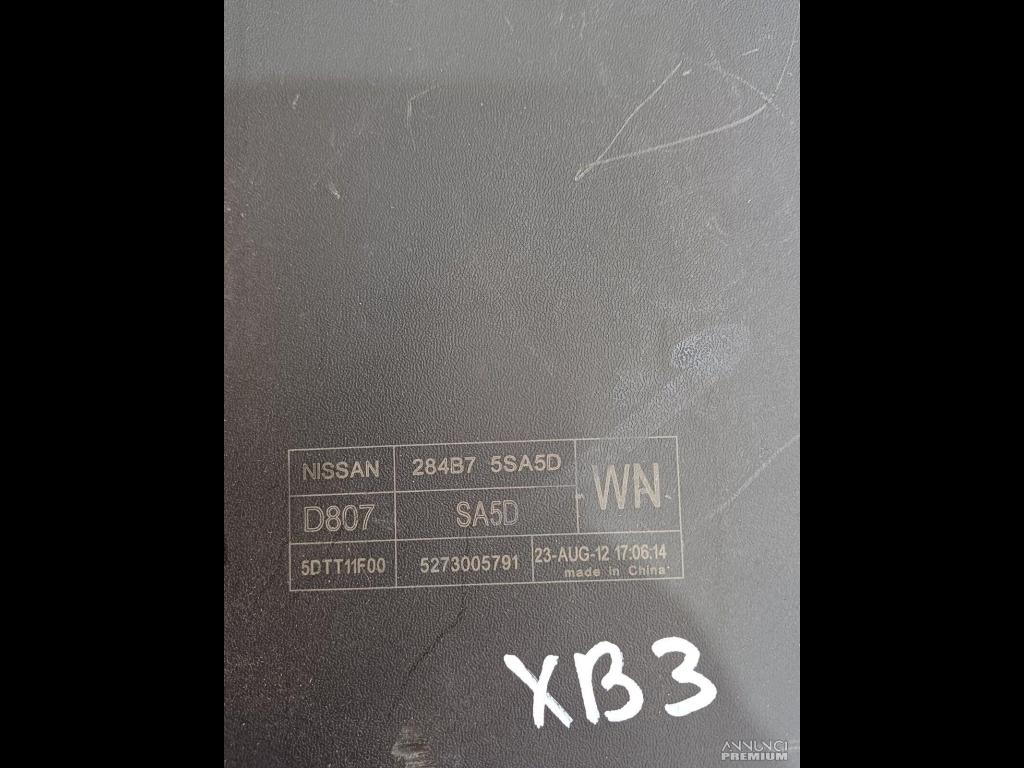 NISSAN 284B7 5SA5D WN
D807 SA5D
5DTT11F00 5273005791 23-AUG-12 17:06:14
made in China
XB3
ANNUNCI
PREMIUM